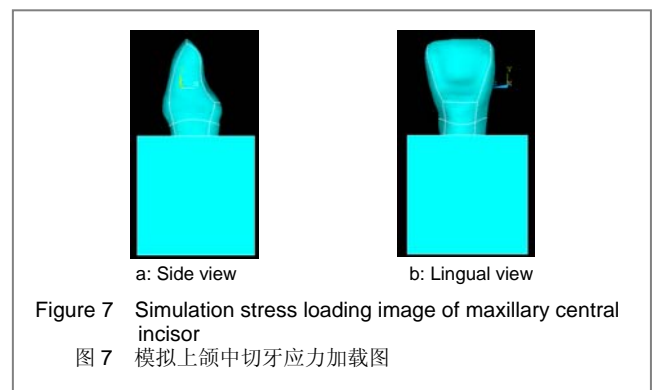 a: Side view
b: Lingual view
Figure 7 Simulation stress loading image of maxillary central
incisor
图 7 模拟上颌中切牙应力加载图